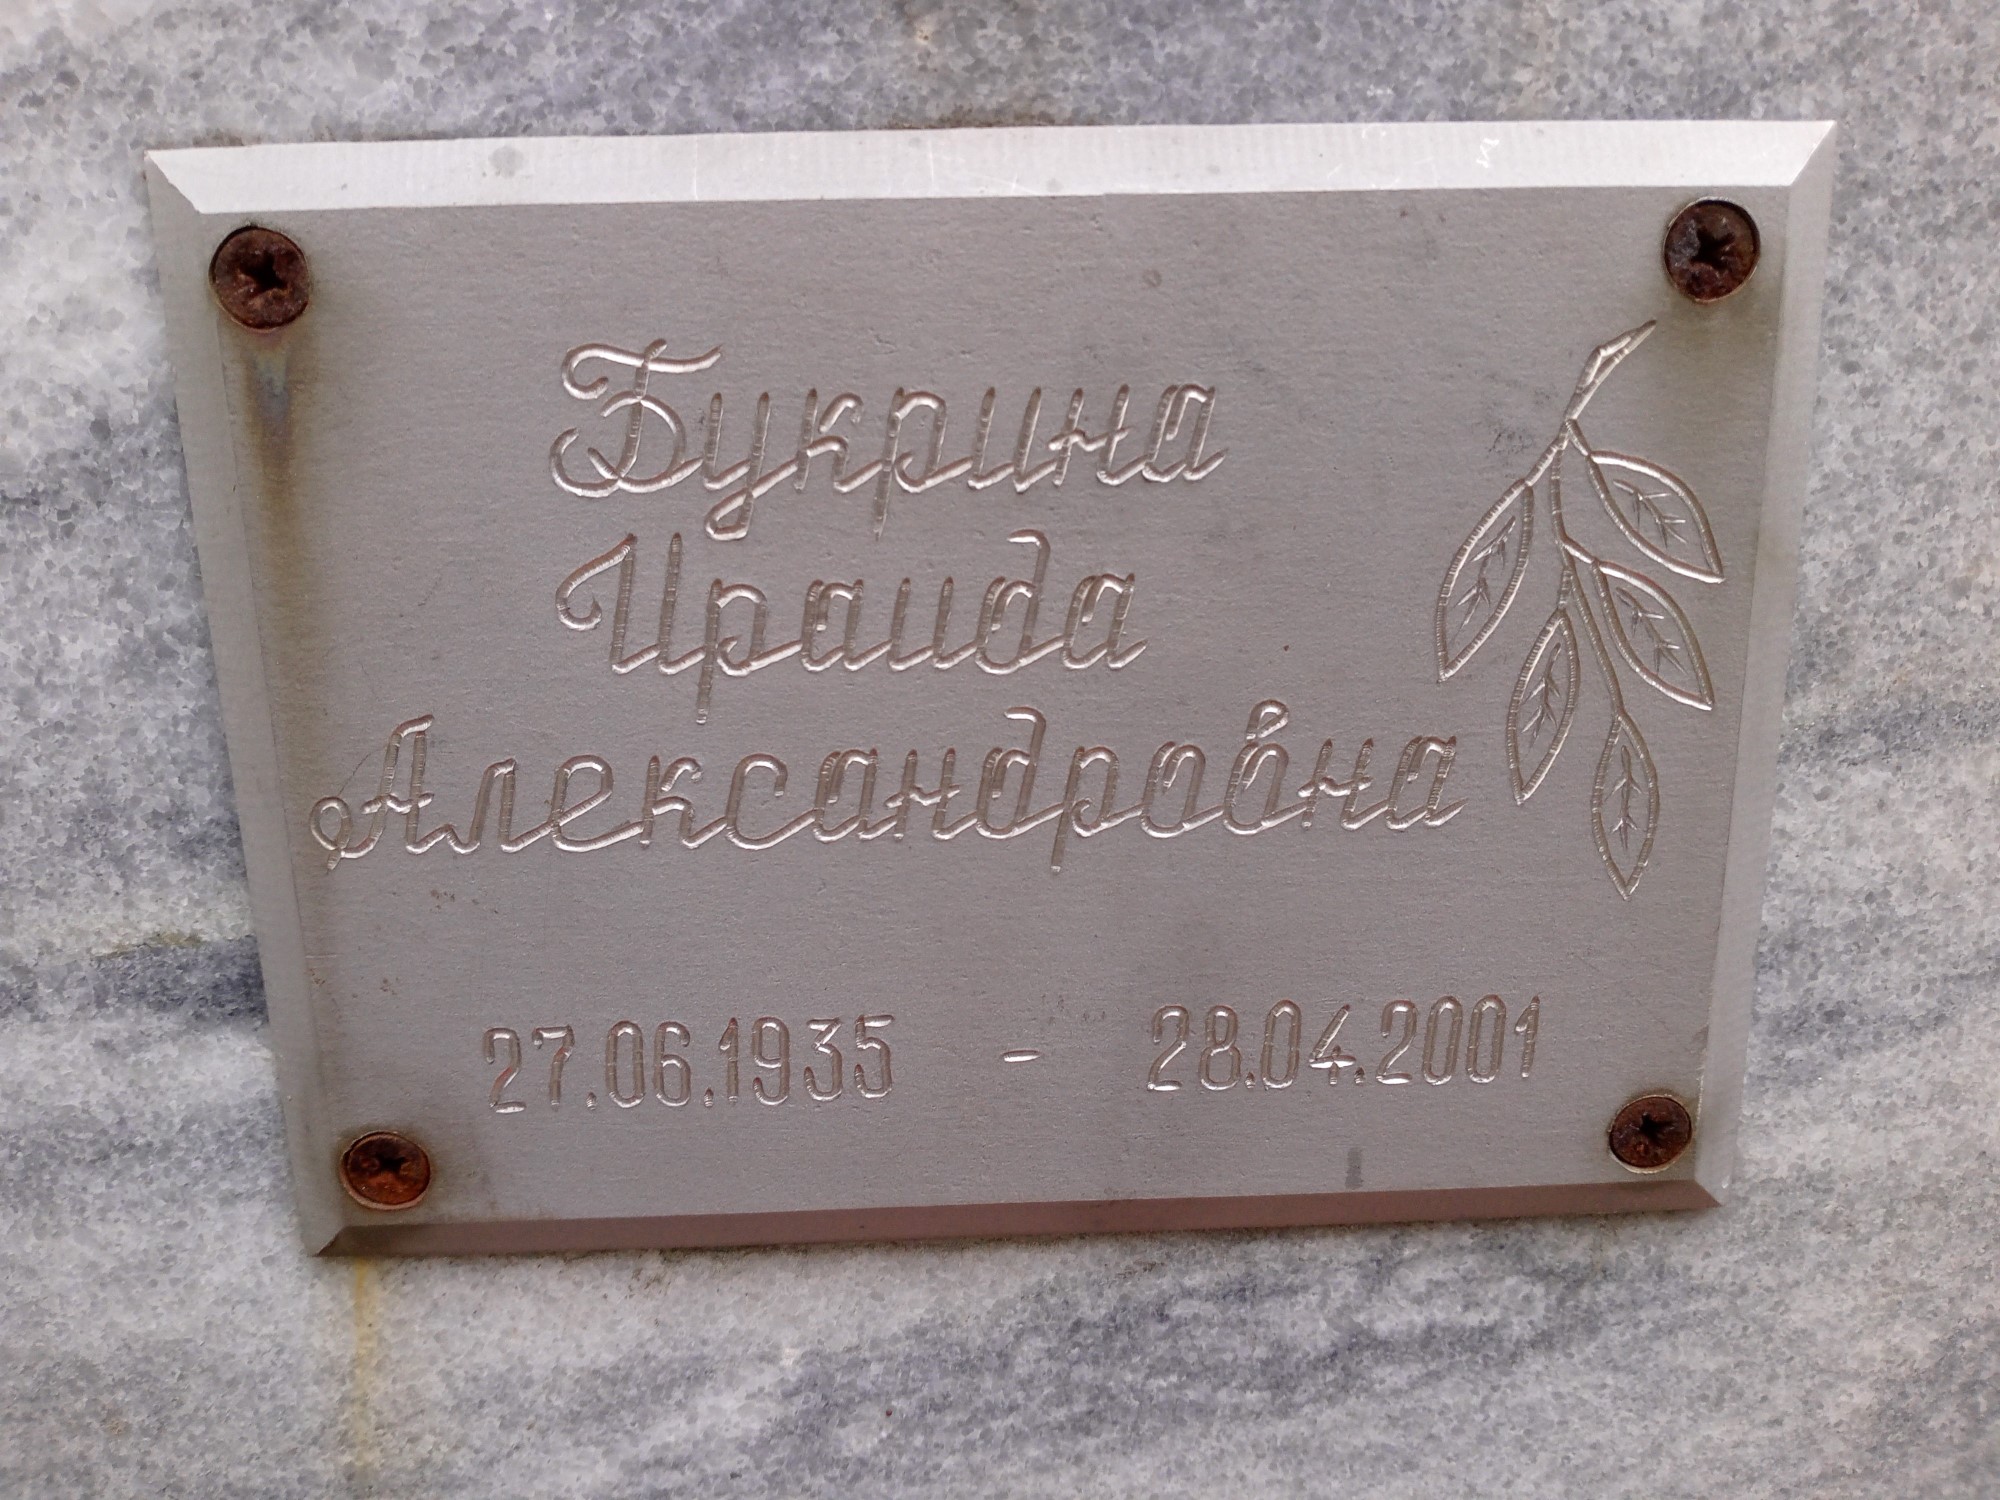 Букрина
Ираида
Александровна
27.06.1935 - 28.04.2001